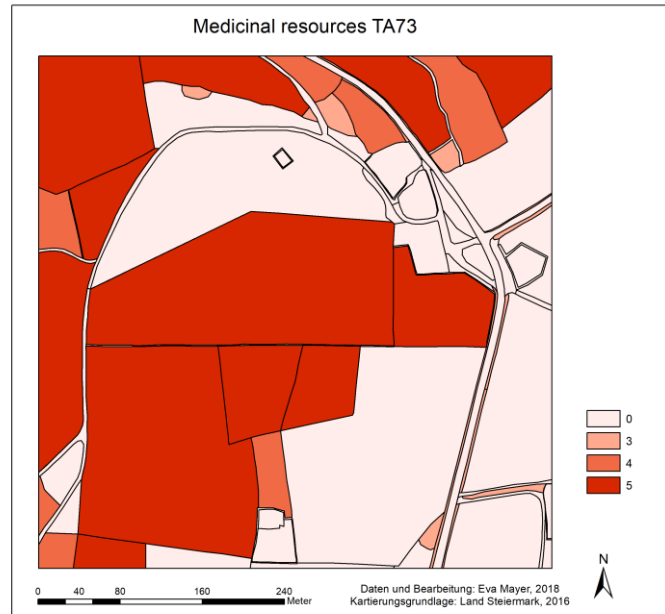 Medicinal resources TA73
0
3
4
5
N
0 40 80 160 240
Meter
Daten und Bearbeitung: Eva Mayer, 2018
Kartierungsgrundlage: Land Steiermark, 2016